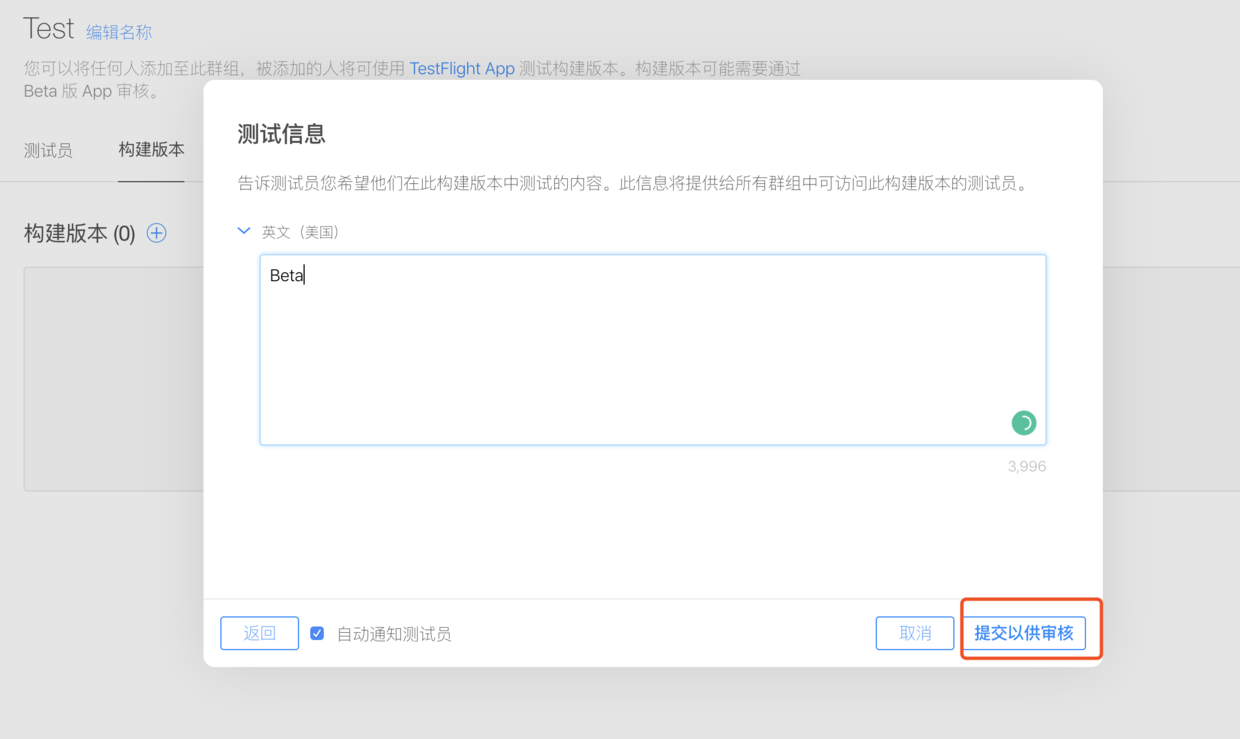 Test 编辑名称
您可以将任何人添加至此群组，被添加的人将可使用 TestFlight App 测试构建版本。构建版本可能需要通过
Beta 版 App 审核。
测试员 构建版本
构建版本 (0)
测试信息
告诉测试员您希望他们在此构建版本中测试的内容。此信息将提供给所有群组中可访问此构建版本的测试员。
英文（美国）
Beta
3,996
返回 自动通知测试员 取消 提交以供审核